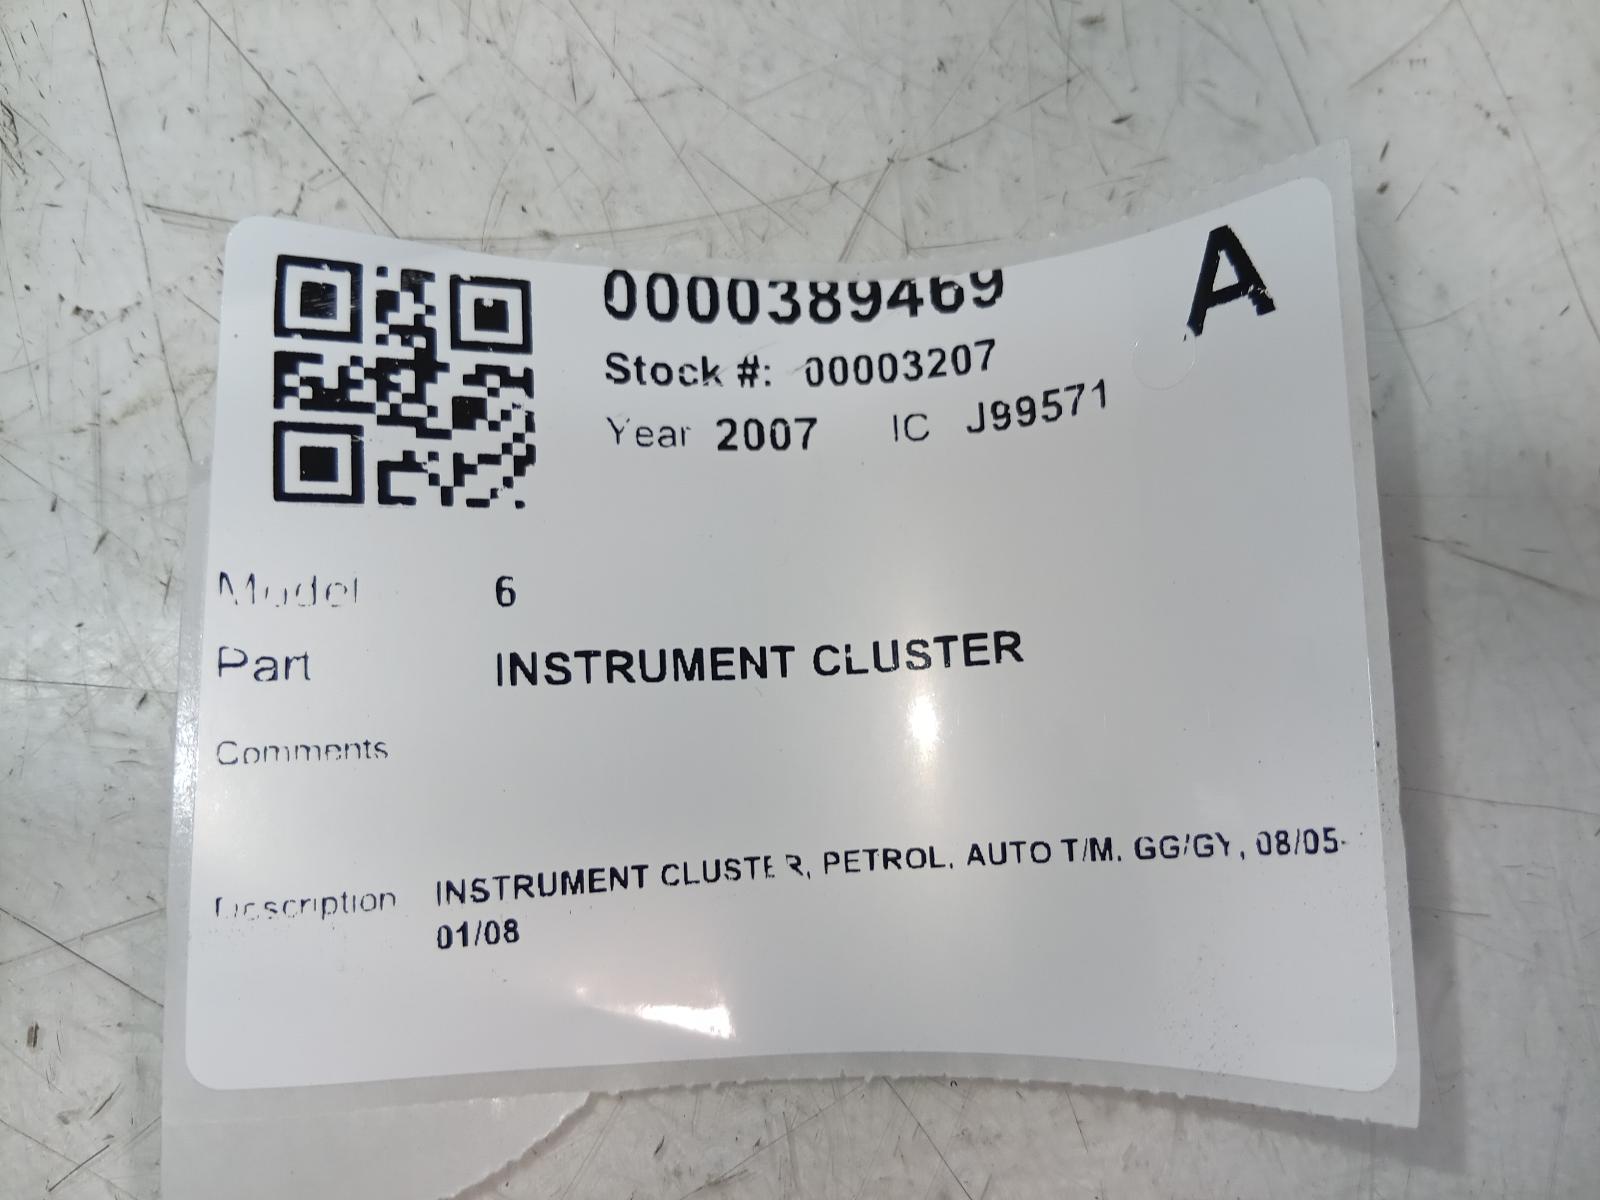 0000389469
A
Stock #: 00003207
Year 2007 IC J99571
Model 6
Part INSTRUMENT CLUSTER
Comments
Description INSTRUMENT CLUSTER, PETROL, AUTO T/M, GG/GY, 08/05-
01/08